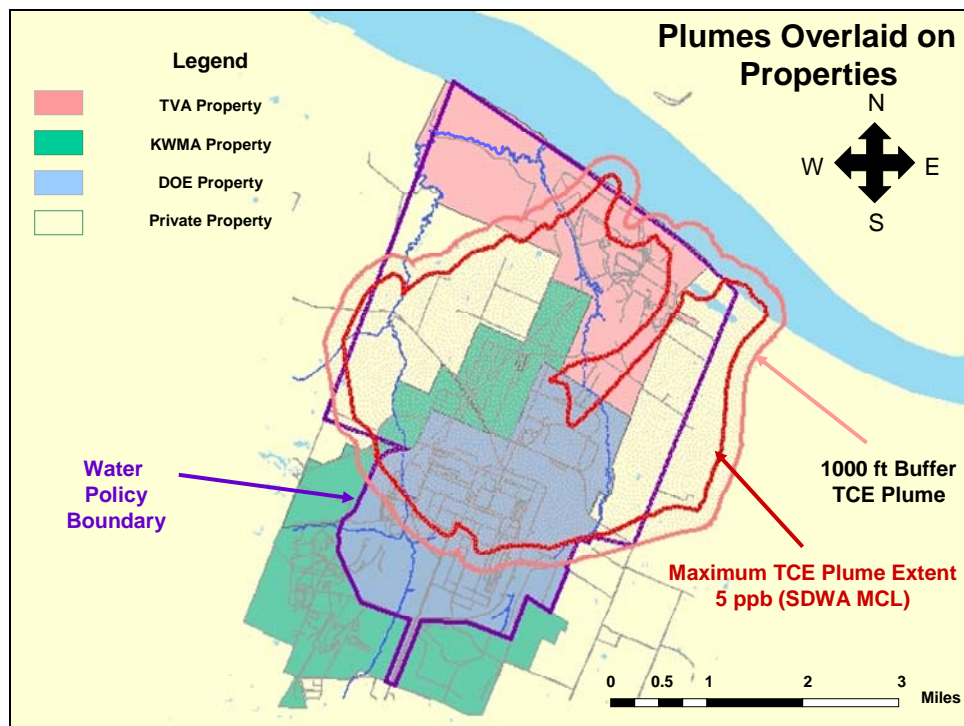 Plumes Overlaid on
Properties
Legend
TVA Property
KWMA Property
DOE Property
Private Property
N
W E
S
Water
Policy
Boundary
1000 ft Buffer
TCE Plume
Maximum TCE Plume Extent
5 ppb (SDWA MCL)
0 0.5 1 2 3
Miles